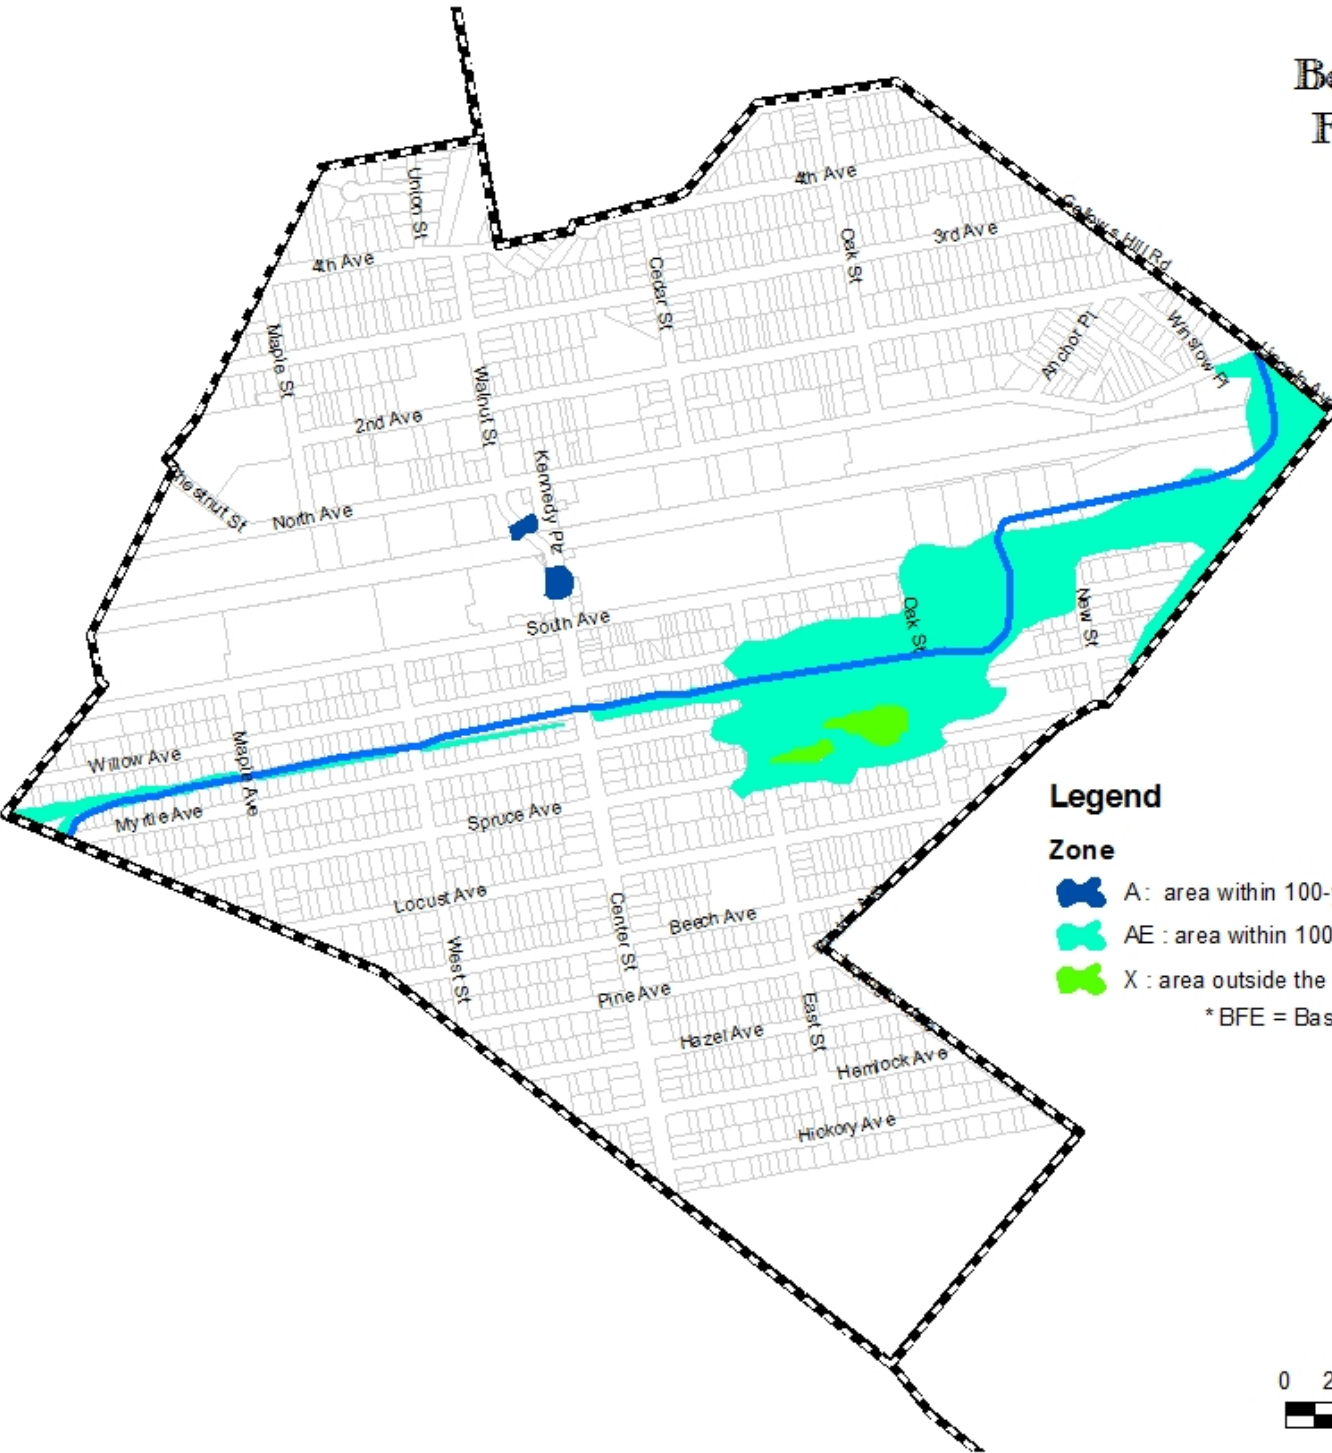 Union St
4th Ave
4th Ave
3rd Ave
Oak St
Cedar St
Maple St
Walnut St
2nd Ave
Anchor Pl
Winslow Pl
Kennedy Plz
North Ave
South Ave
Oak St
New St
Willow Ave
Maple Ave
Myrtle Ave
Spruce Ave
Locust Ave
Center St
Beech Ave
West St
Pine Ave
Hazel Ave
East St
Hemlock Ave
Hickory Ave
Legend
Zone
A : area within 100-
AE : area within 100
X : area outside the
* BFE = Bas
0 2